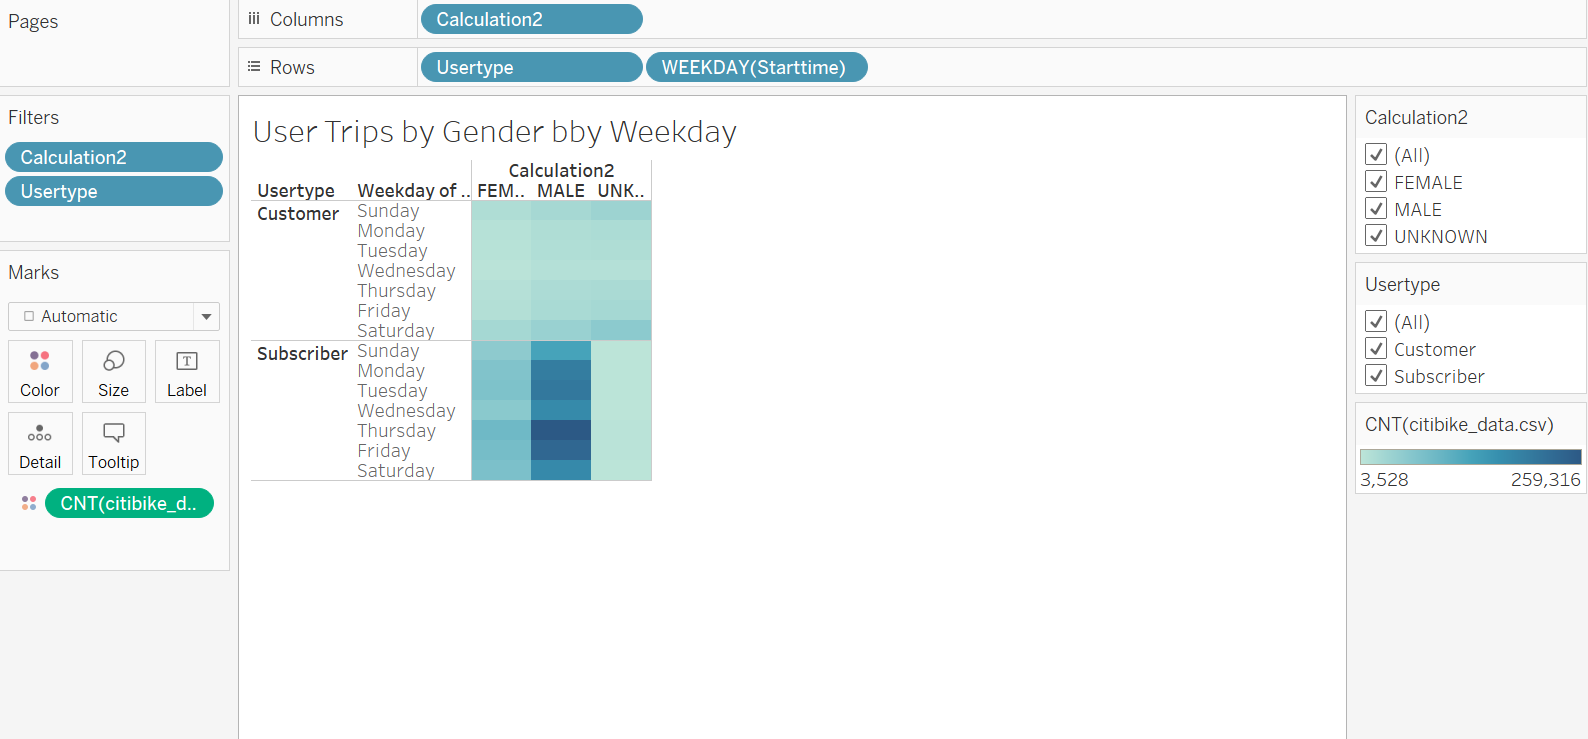 Pages
Columns
Calculation2
Rows
Usertype
WEEKDAY(Starttime)
Filters
Calculation2
Usertype
Marks
Automatic
Color
Size
Label
Detail
Tooltip
CNT(citibike_d..
User Trips by Gender bby Weekday
Calculation2
Usertype Weekday of .. FEM.. MALE UNK..
Customer Sunday
Monday
Tuesday
Wednesday
Thursday
Friday
Saturday
Subscriber Sunday
Monday
Tuesday
Wednesday
Thursday
Friday
Saturday
Calculation2
(All)
FEMALE
MALE
UNKNOWN
Usertype
(All)
Customer
Subscriber
CNT(citibike_data.csv)
3,528 259,316